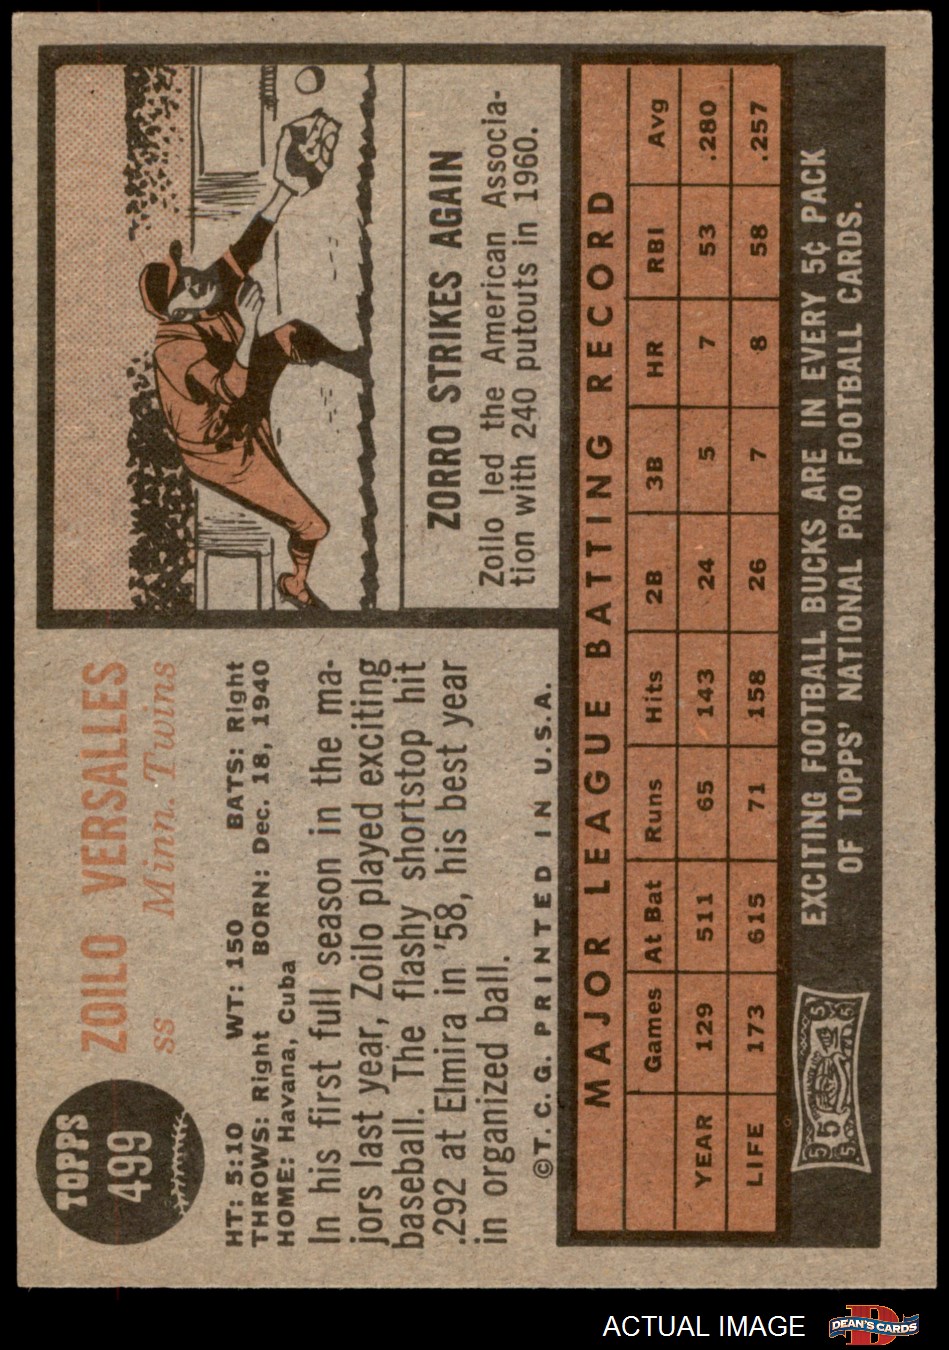 TOPPS
499
ZOILO VERSALLES
ss Minn. Twins
HT: 5:10 WT: 150 BATS: Right
THROWS: Right BORN: Dec. 18, 1940
HOME: Havana, Cuba
In his first full season in the ma-
jors last year, Zoilo played exciting
baseball. The flashy shortstop hit
.292 at Elmira in '58, his best year
in organized ball.
©T. C. G. PRINTED IN U.S.A.
ZORRO STRIKES AGAIN
Zoilo led the American Associa-
tion with 240 putouts in 1960.
MAJOR LEAGUE BATTING RECORD
Games At Bat Runs Hits 2B 3B HR RBI Avg
YEAR 129 511 65 143 24 5 7 53 .280
LIFE 173 615 71 158 26 7 8 58 .257
5 5 5 5 5
EXCITING FOOTBALL BUCKS ARE IN EVERY 5¢ PACK
OF TOPPS' NATIONAL PRO FOOTBALL CARDS.
ACTUAL IMAGE
D
DEAN'S CARDS